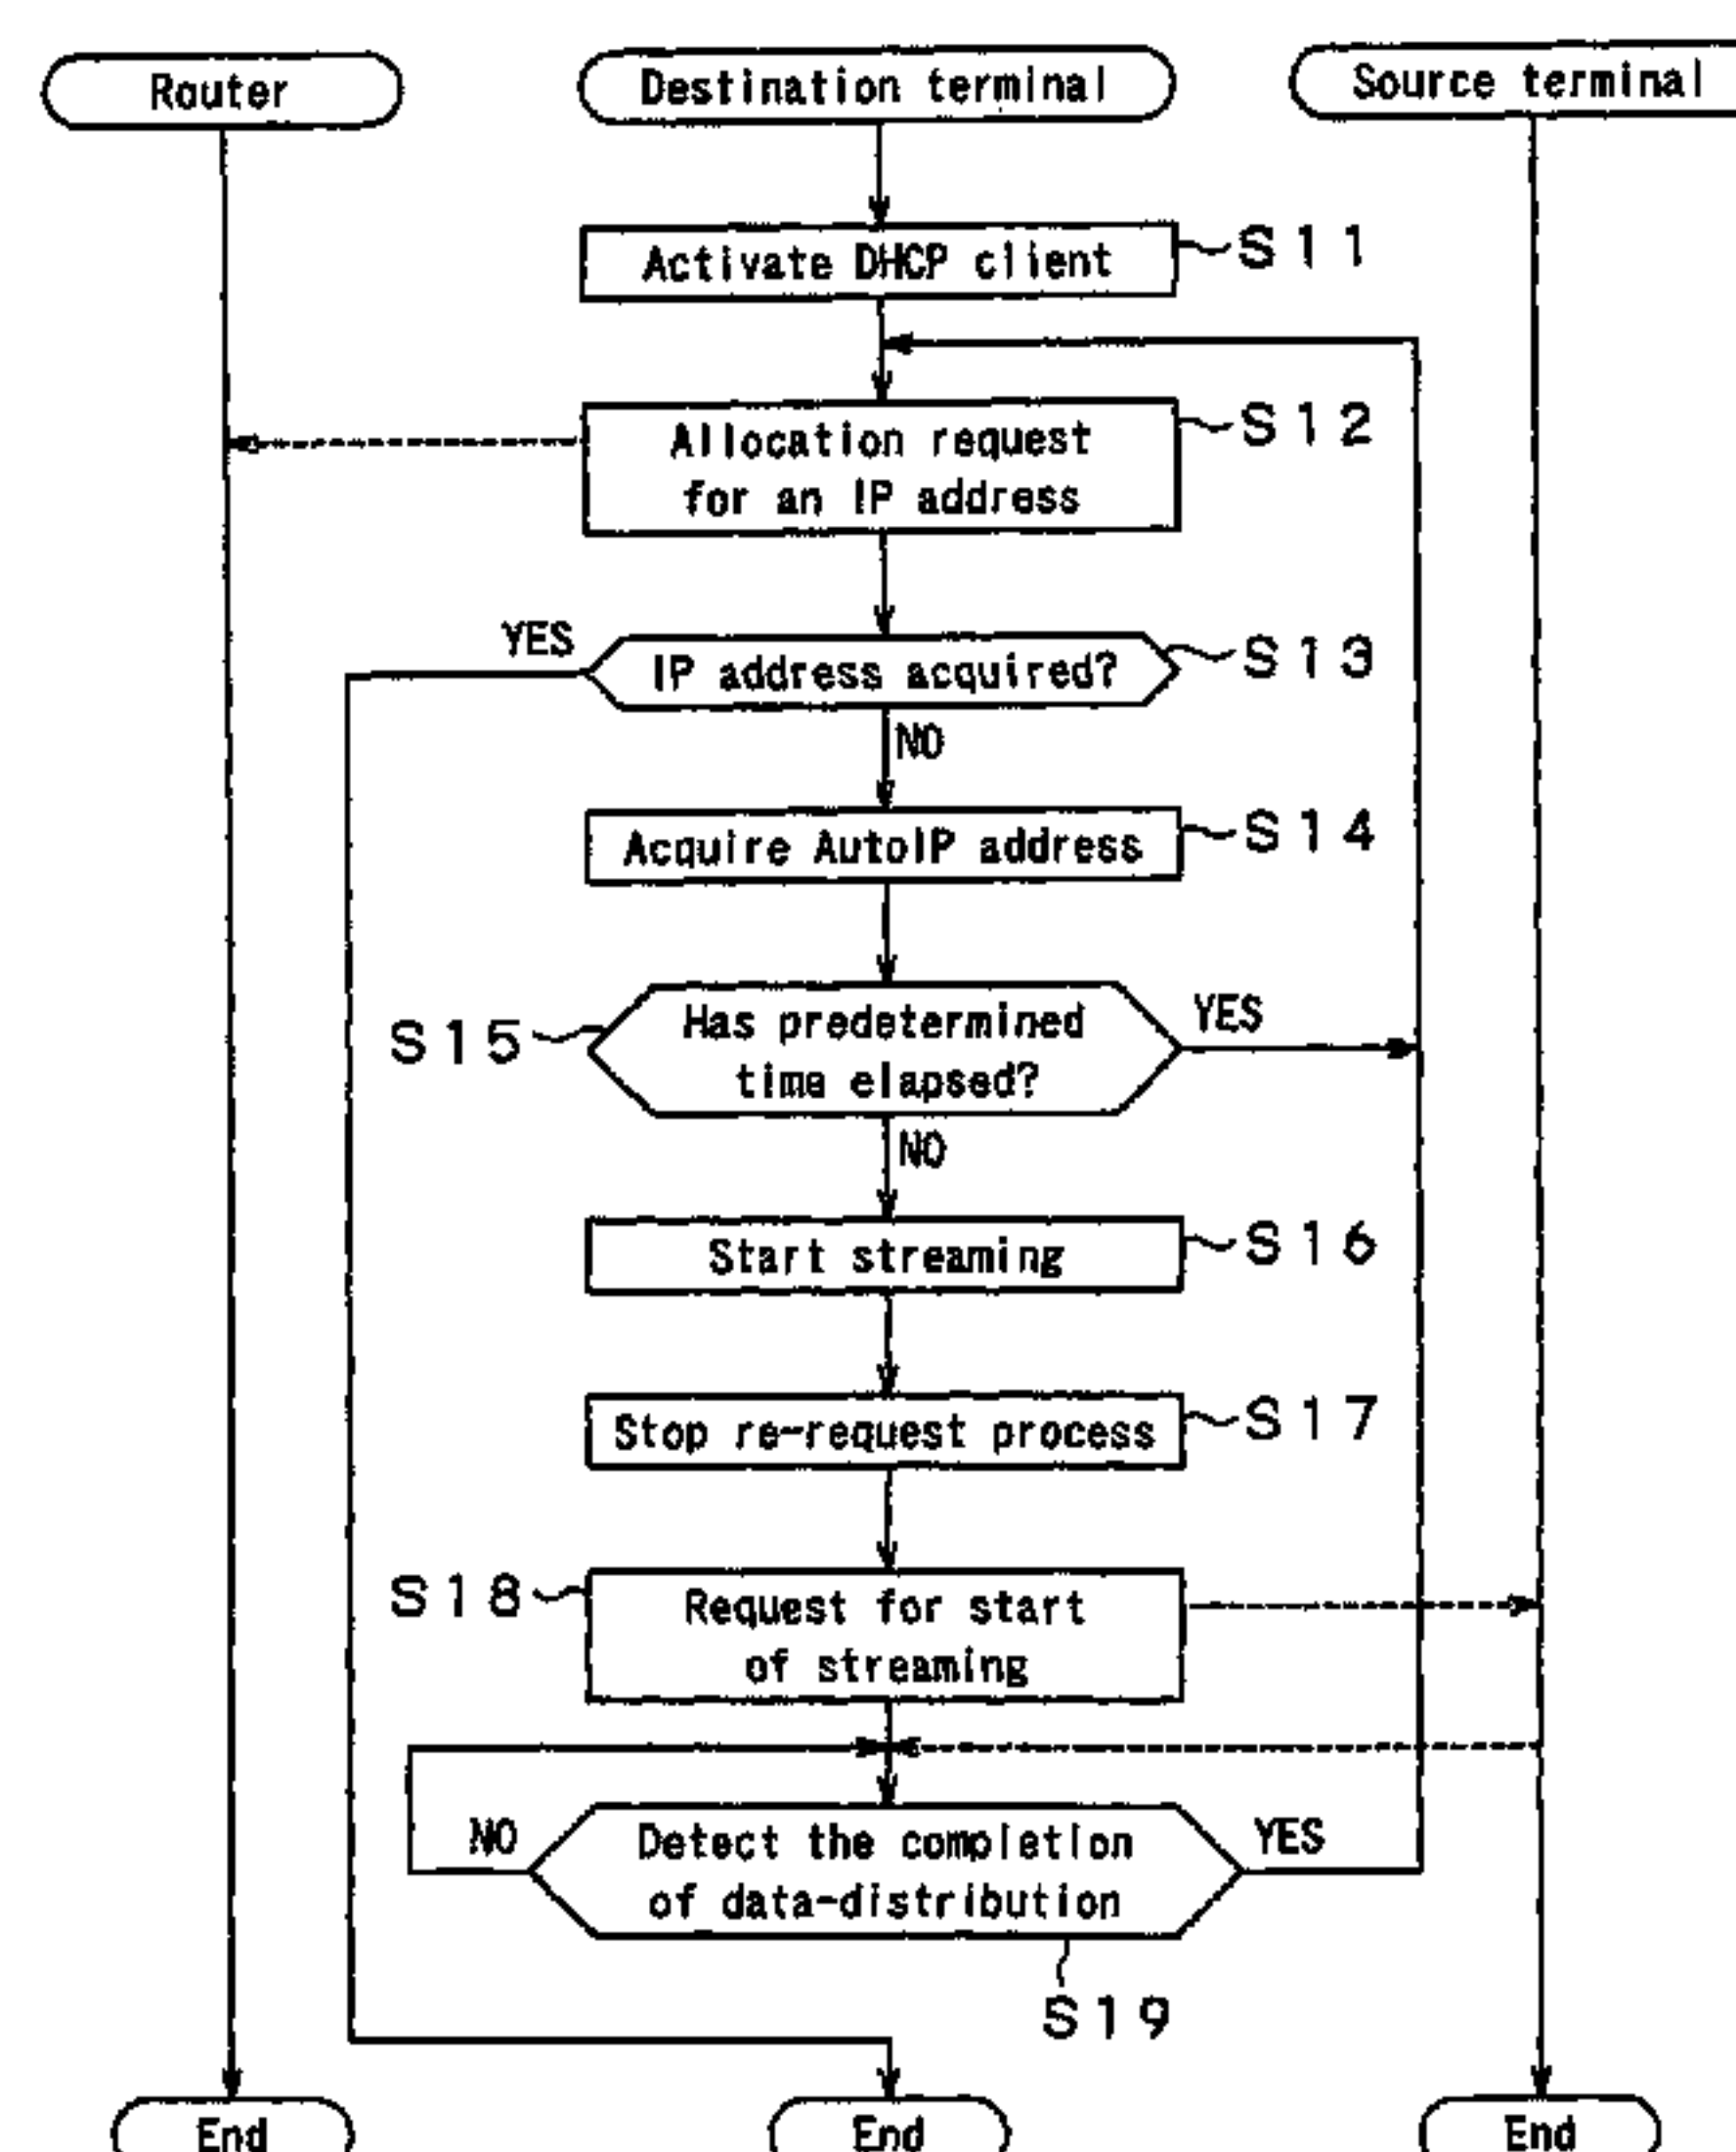 Router
Destination terminal
Source terminal
Activate DHCP client
S11
Allocation request
for an IP address
S12
YES
IP address acquired?
S13
NO
Acquire AutoIP address
S14
S15
Has predetermined
time elapsed?
YES
NO
Start streaming
S16
Stop re-request process
S17
S18
Request for start
of streaming
NO
Detect the completion
of data-distribution
YES
S19
End
End
End